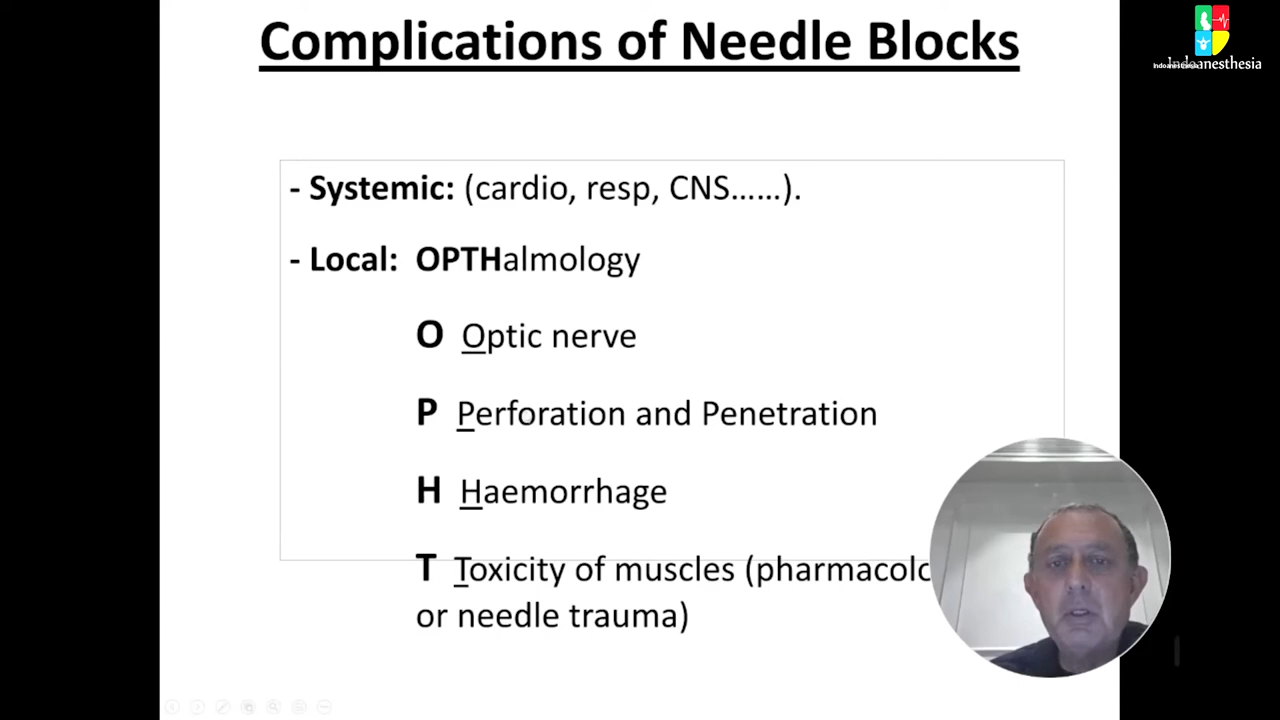 Complications of Needle Blocks
Indoanesthesia
- Systemic: (cardio, resp, CNS......).
- Local: OPTHalmology
O Optic nerve
P Perforation and Penetration
H Haemorrhage
T Toxicity of muscles (pharmacolo
or needle trauma)